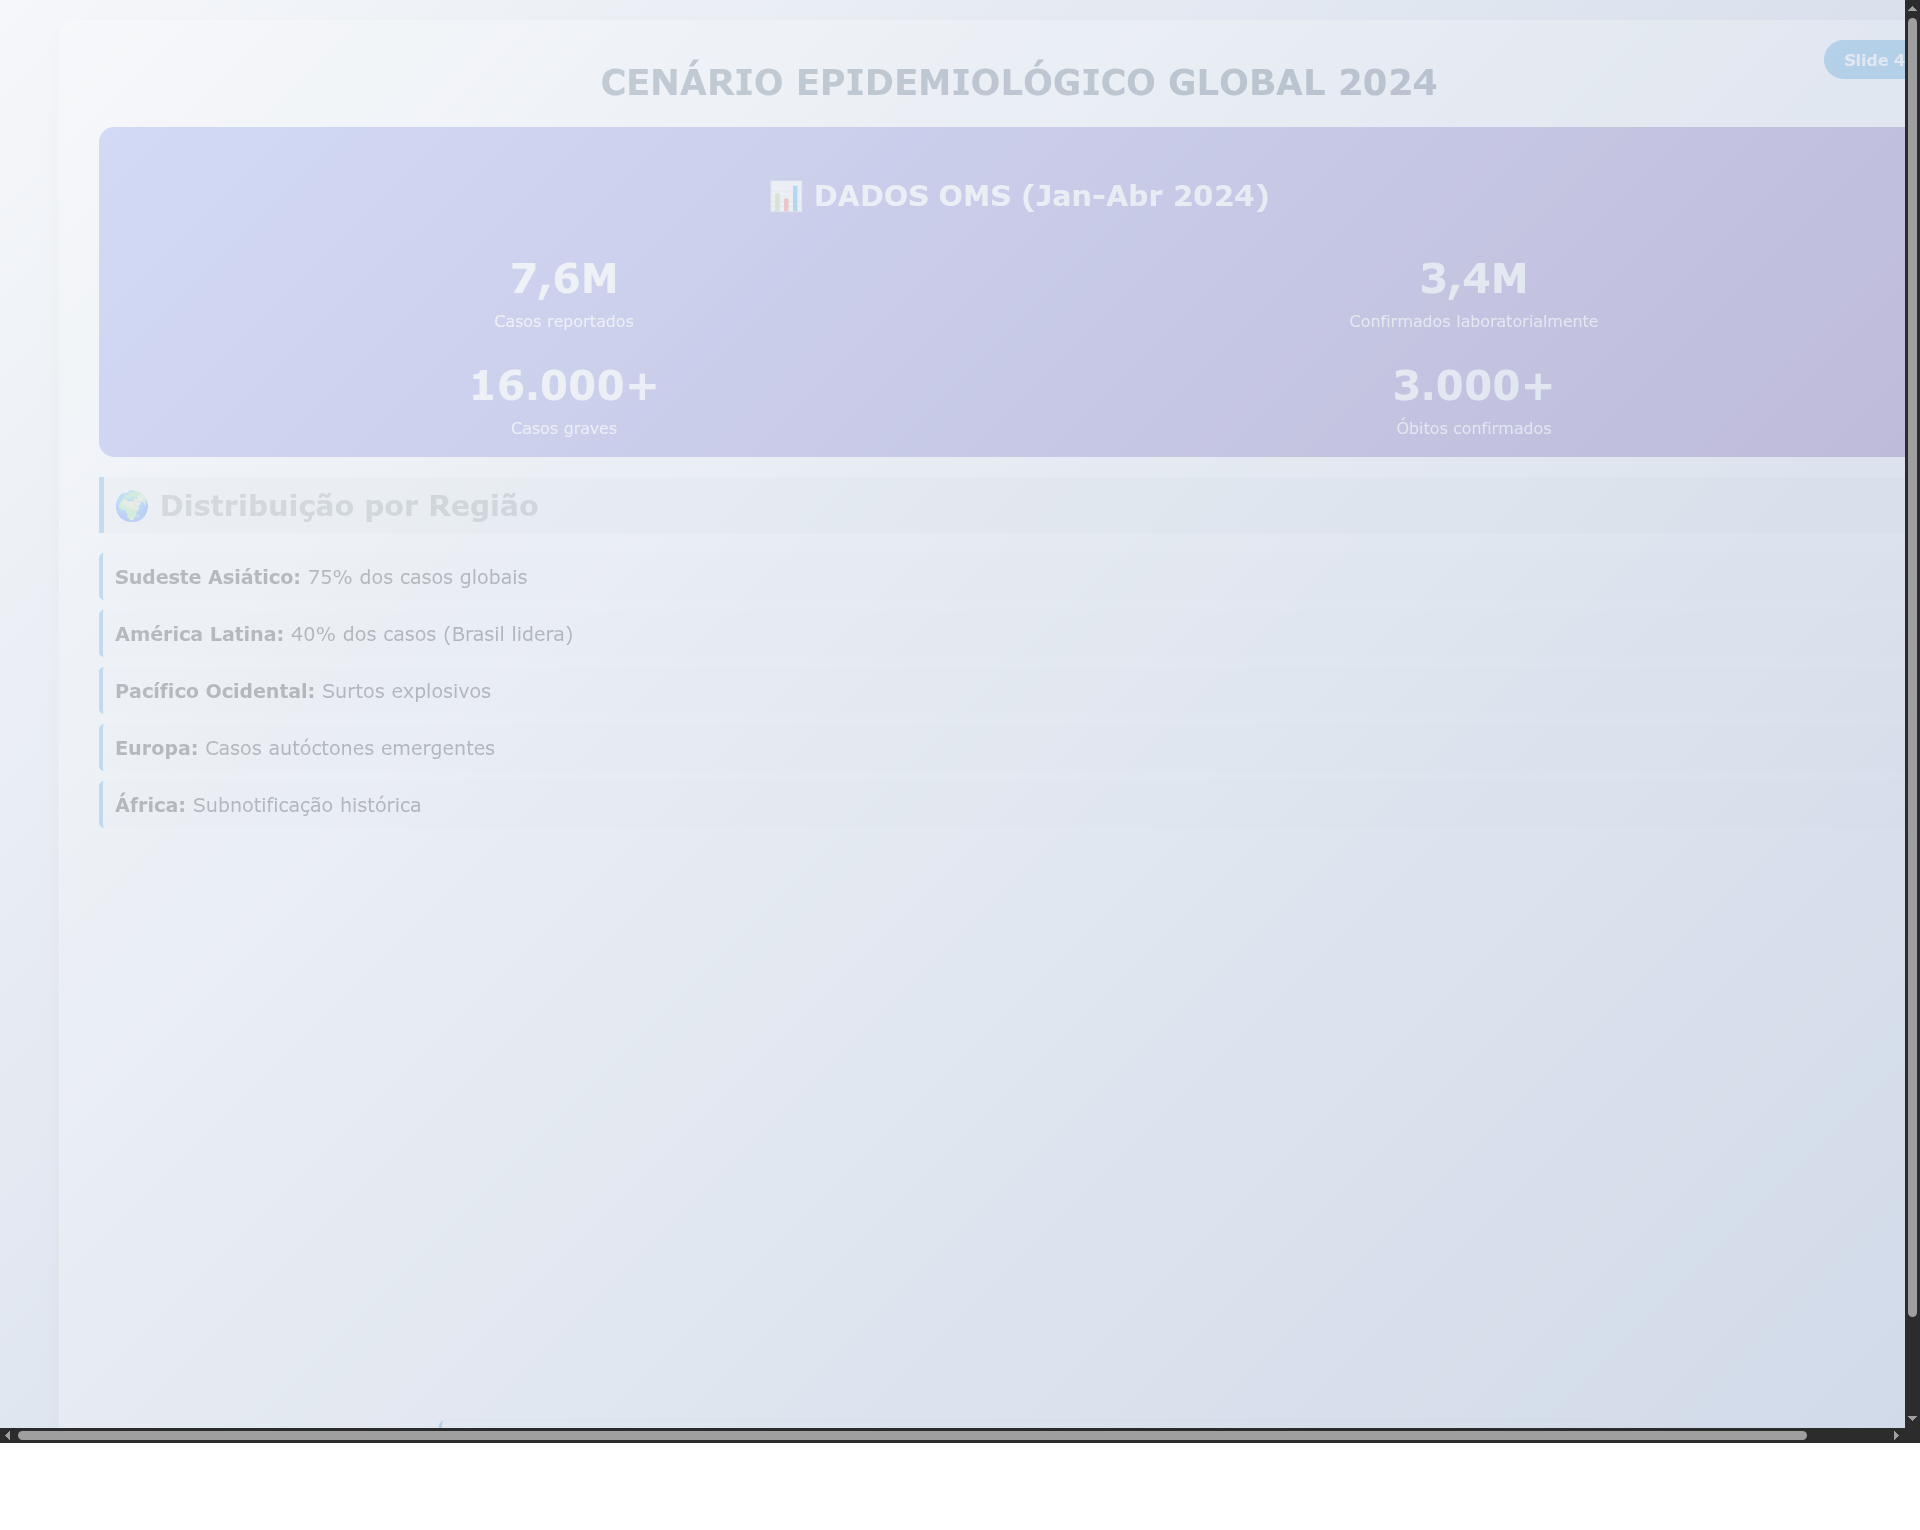 CENÁRIO EPIDEMIOLÓGICO GLOBAL 2024
Slide 4
📊 DADOS OMS (Jan-Abr 2024)
7,6M
3,4M
Casos reportados
Confirmados laboratorialmente
16.000+
3.000+
Casos graves
Óbitos confirmados
🌍 Distribuição por Região
Sudeste Asiático: 75% dos casos globais
América Latina: 40% dos casos (Brasil lidera)
Pacífico Ocidental: Surtos explosivos
Europa: Casos autóctones emergentes
África: Subnotificação histórica